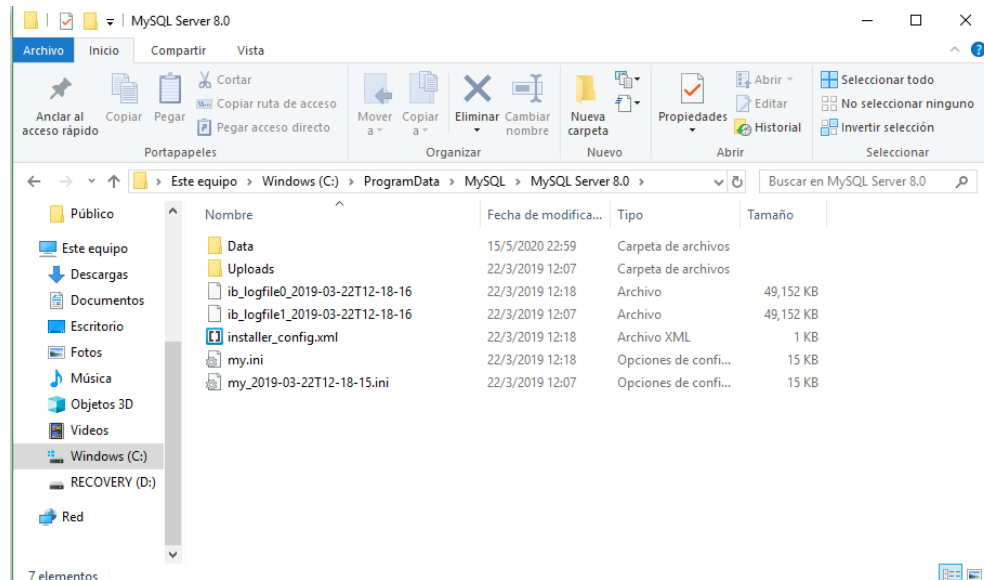 MySQL Server 8.0
Archivo Inicio Compartir Vista
Anclar al acceso rápido
Copiar
Pegar
Cortar
Copiar ruta de acceso
Pegar acceso directo
Portapapeles
Mover a
Copiar a
Eliminar
Cambiar nombre
Organizar
Nueva carpeta
Nuevo
Propiedades
Abrir
Editar
Historial
Abrir
Seleccionar todo
No seleccionar ninguno
Invertir selección
Seleccionar
Este equipo > Windows (C:) > ProgramData > MySQL > MySQL Server 8.0 >
Buscar en MySQL Server 8.0
Público
Este equipo
Descargas
Documentos
Escritorio
Fotos
Música
Objetos 3D
Videos
Windows (C:)
RECOVERY (D:)
Red
Nombre Fecha de modifica... Tipo Tamaño
Data 15/5/2020 22:59 Carpeta de archivos
Uploads 22/3/2019 12:07 Carpeta de archivos
ib_logfile0_2019-03-22T12-18-16 22/3/2019 12:18 Archivo 49,152 KB
ib_logfile1_2019-03-22T12-18-16 22/3/2019 12:07 Archivo 49,152 KB
installer_config.xml 22/3/2019 12:18 Archivo XML 1 KB
my.ini 22/3/2019 12:18 Opciones de confi... 15 KB
my_2019-03-22T12-18-15.ini 22/3/2019 12:07 Opciones de confi... 15 KB
7 elementos